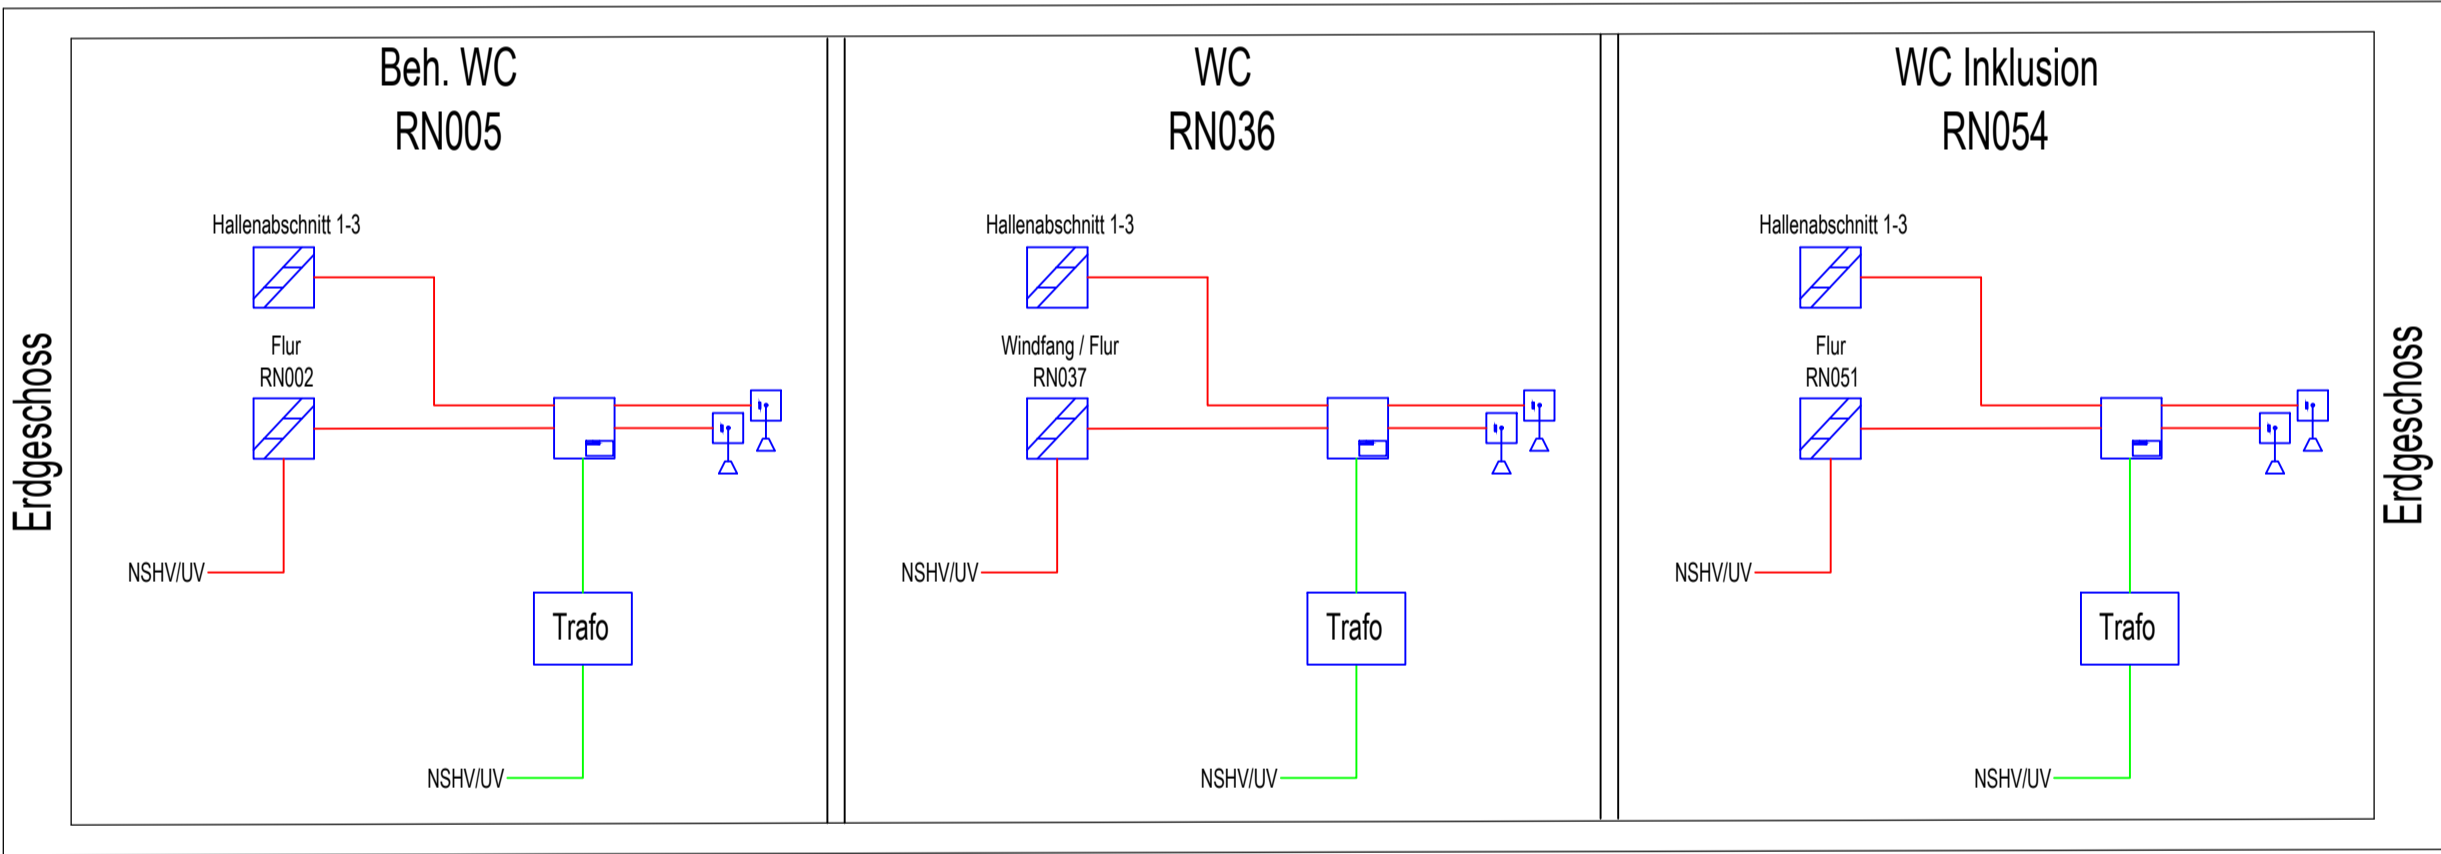 Erdgeschoss
Beh. WC
RN005
Hallenabschnitt 1-3
Flur
RN002
NSHV/UV
Trafo
NSHV/UV
WC
RN036
Hallenabschnitt 1-3
Windfang / Flur
RN037
NSHV/UV
Trafo
NSHV/UV
WC Inklusion
RN054
Hallenabschnitt 1-3
Flur
RN051
NSHV/UV
Trafo
NSHV/UV
Erdgeschoss